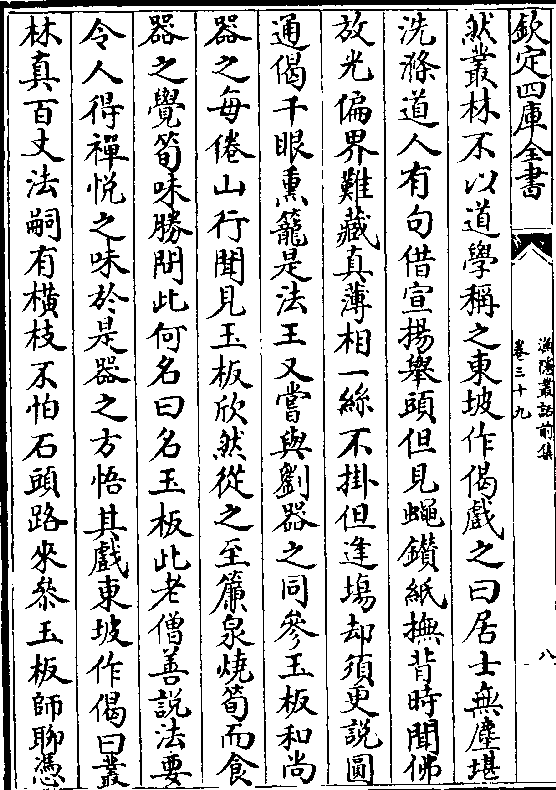 欽定四庫全書
漁隱叢話前集
卷三十九
八
然叢林不以道學稱之東坡作偈戲之曰居士無塵堪
洗滌道人有句借宣揚舉頭但見蠅鑽紙撫背時聞佛
放光偏界難藏真薄相一絲不掛但逢場却須更說圓
通偈千眼熏籠是法王又嘗與劉器之同參玉板和尚
器之每倦山行聞見玉板欣然從之至簾泉燒筍而食
器之覺筍味勝問此何名曰名玉板此老僧善說法要
令人得禪悅之味於是器之方悟其戲東坡作偈曰叢
林真百丈法嗣有橫枝不怕石頭路來參玉板師聊憑